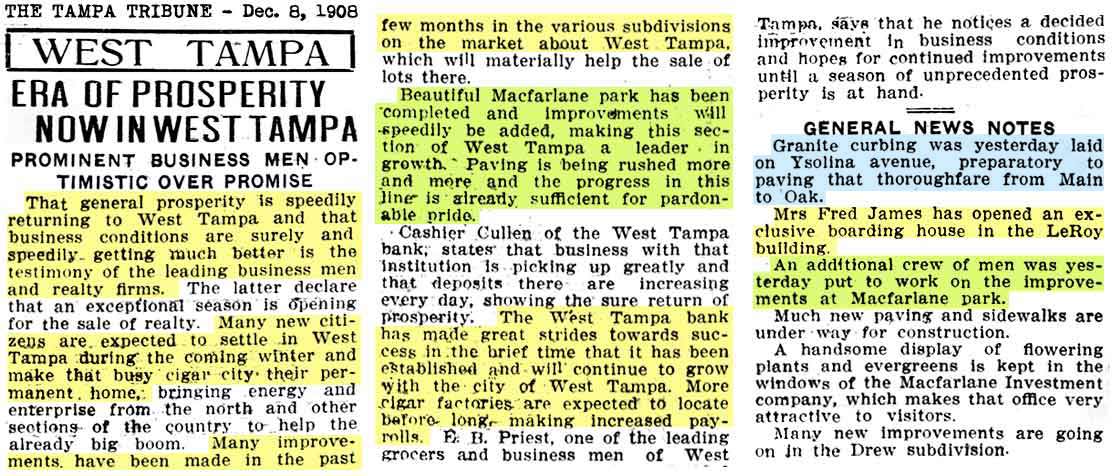 THE TAMPA TRIBUNE - Dec. 8, 1908
WEST TAMPA
ERA OF PROSPERITY
NOW IN WEST TAMPA
PROMINENT BUSINESS MEN OP-
TIMISTIC OVER PROMISE
That general prosperity is speedily
returning to West Tampa and that
business conditions are surely and
speedily getting much better is the
testimony of the leading business men
and realty firms. The latter declare
that an exceptional season is opening
for the sale of realty. Many new citi-
zens are expected to settle in West
Tampa during the coming winter and
make that busy cigar city their per-
manent home, bringing energy and
enterprise from the north and other
sections of the country to help the
already big boom. Many improve-
ments have been made in the past
few months in the various subdivisions
on the market about West Tampa,
which will materially help the sale of
lots there.
Beautiful Macfarlane park has been
completed and improvements will
speedily be added, making this sec-
tion of West Tampa a leader in
growth. Paving is being rushed more
and more and the progress in this
line is already sufficient for pardon-
able pride.
Cashier Cullen of the West Tampa
bank, states that business with that
institution is picking up greatly and
that deposits there are increasing
every day, showing the sure return of
prosperity. The West Tampa bank
has made great strides towards suc-
cess in the brief time that it has been
established and will continue to grow
with the city of West Tampa. More
cigar factories are expected to locate
before long, making increased pay-
rolls. E. B. Priest, one of the leading
grocers and business men of West
Tampa, says that he notices a decided
improvement in business conditions
and hopes for continued improvements
until a season of unprecedented pros-
perity is at hand.
GENERAL NEWS NOTES
Granite curbing was yesterday laid
on Ysolina avenue, preparatory to
paving that thoroughfare from Main
to Oak.
Mrs Fred James has opened an ex-
clusive boarding house in the LeRoy
building.
An additional crew of men was yes-
terday put to work on the improve-
ments at Macfarlane park.
Much new paving and sidewalks are
under way for construction.
A handsome display of flowering
plants and evergreens is kept in the
windows of the Macfarlane Investment
company, which makes that office very
attractive to visitors.
Many new improvements are going
on in the Drew subdivision.